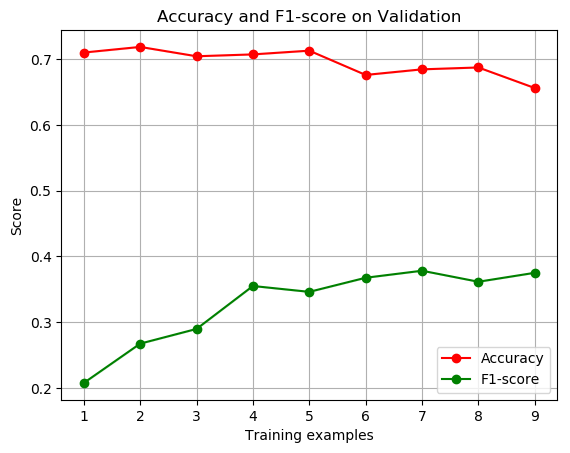 Accuracy and F1-score on Validation
Score
0.7
0.6
0.5
0.4
0.3
0.2
Accuracy
F1-score
1 2 3 4 5 6 7 8 9
Training examples